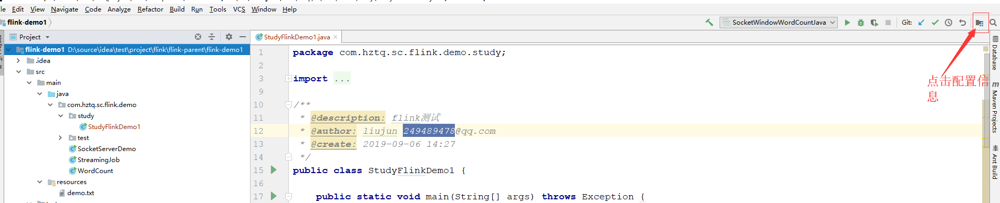 File Edit View Navigate Code Analyze Refactor Build Run Tools VCS Window Help
flink-demo1
SocketWindowWordCountJava
Git:
Project
StudyFlinkDemo1.java
flink-demo1 D:\source\idea\test\project\flink\flink-parent\flink-demo1
.idea
src
main
java
com.hztq.sc.flink.demo
study
StudyFlinkDemo1
test
SocketServerDemo
StreamingJob
WordCount
resources
demo.txt
1 package com.hztq.sc.flink.demo.study;
2
3 import ...
9
10 /**
11 * @description: flink测试
12 * @author: liujun 249489478@qq.com
13 * @create: 2019-09-06 14:27
14 */
15 public class StudyFlinkDemo1 {
16
17 public static void main(String[] args) throws Exception {
点击配置信
息
Database
Maven Projects
Ant Build